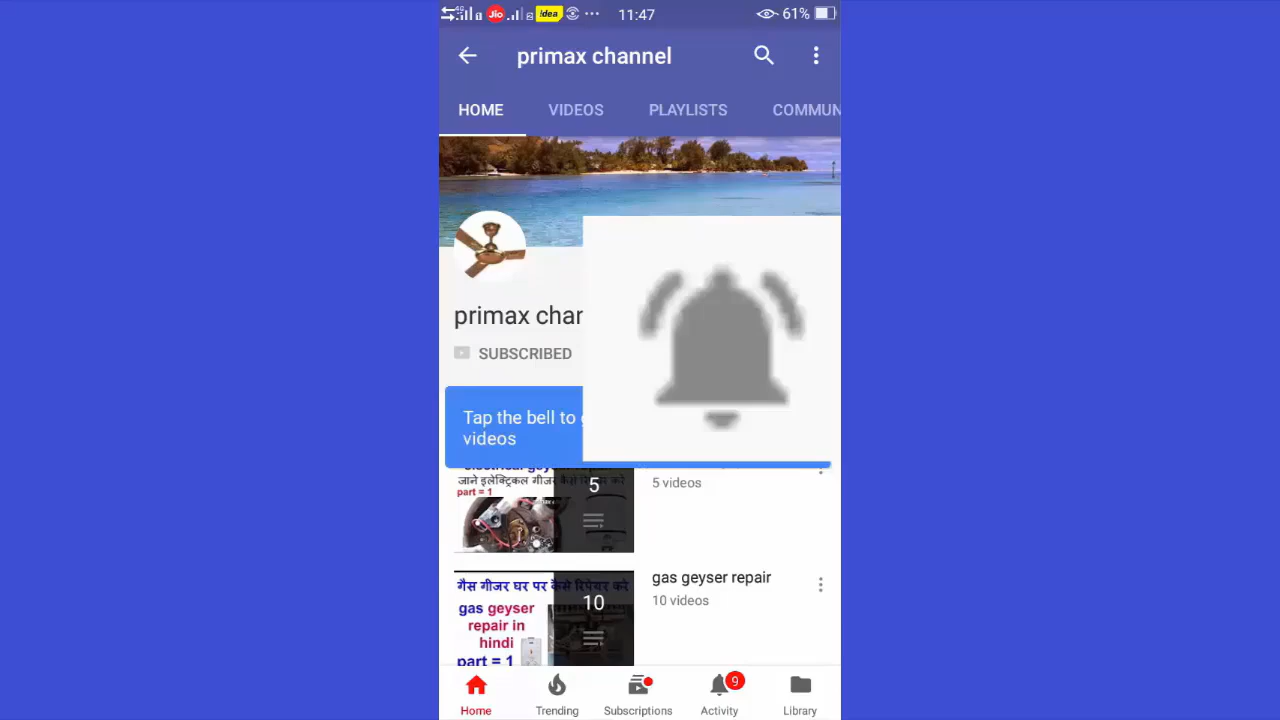 Jio
idea
11:47
61%
primax channel
HOME
VIDEOS
PLAYLISTS
COMMUN
primax char
SUBSCRIBED
Tap the bell to
videos
जाने इलेक्ट्रिकल गीजर कैसे रिपेयर करे
part = 1
5
5 videos
गैस गीजर घर पर कैसे रिपेयर करे
gas geyser
repair in
hindi
part = 1
10
gas geyser repair
10 videos
Home
Trending
Subscriptions
Activity
9
Library